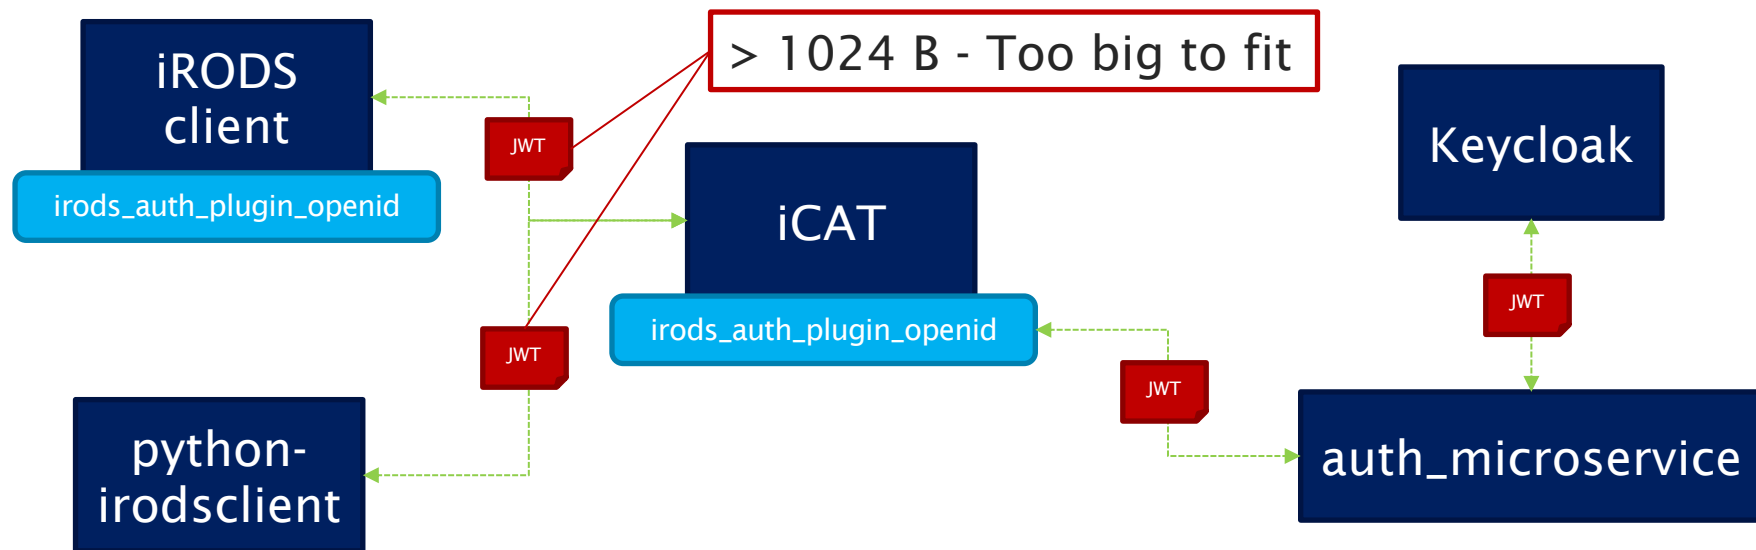 iRODS
client
irods_auth_plugin_openid
> 1024 B - Too big to fit
JWT
iCAT
irods_auth_plugin_openid
JWT
python-
irodsclient
JWT
Keycloak
JWT
auth_microservice